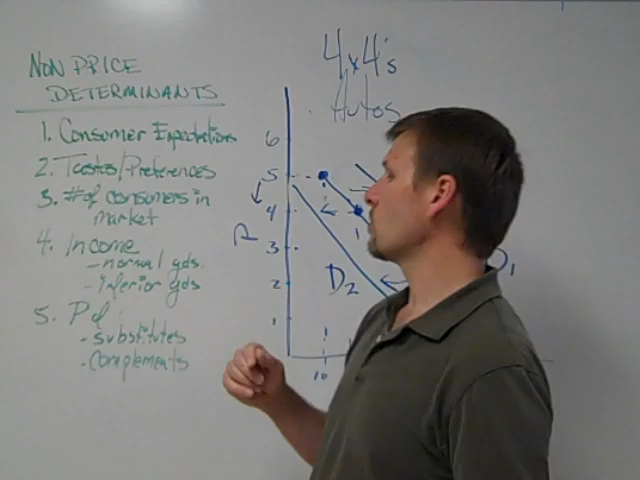 NON PRICE
DETERMINANTS
1. Consumer Expectations
2. Tastes/Preferences
3. # of consumers in
market
4. Income
- normal gds.
- inferior gds
5. P of
- substitutes
- complements
4x4's
Autos
6
5
4
3
2
1
P
D2
D1
10